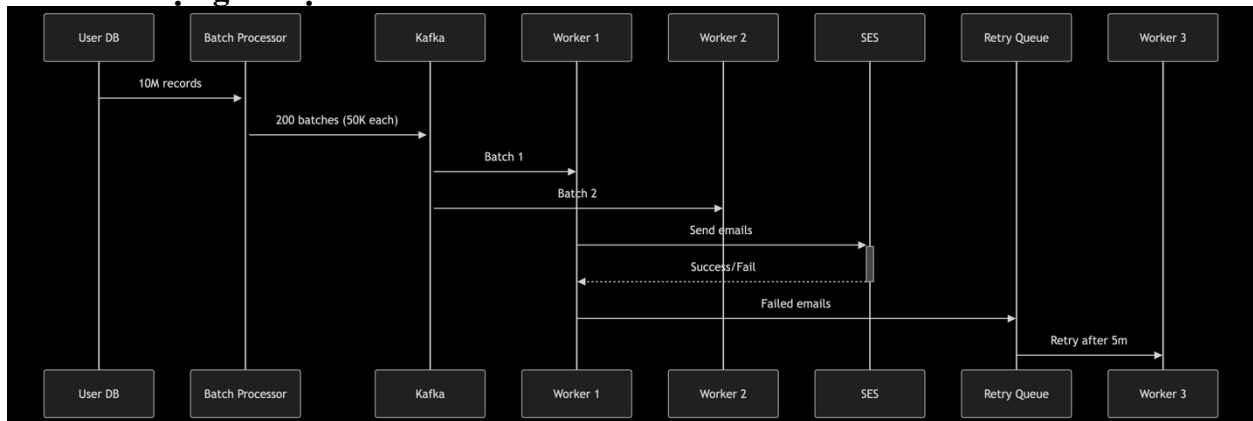 User DB
Batch Processor
Kafka
Worker 1
Worker 2
SES
Retry Queue
Worker 3
10M records
200 batches (50K each)
Batch 1
Batch 2
Send emails
Success/Fail
Failed emails
Retry after 5m
User DB
Batch Processor
Kafka
Worker 1
Worker 2
SES
Retry Queue
Worker 3